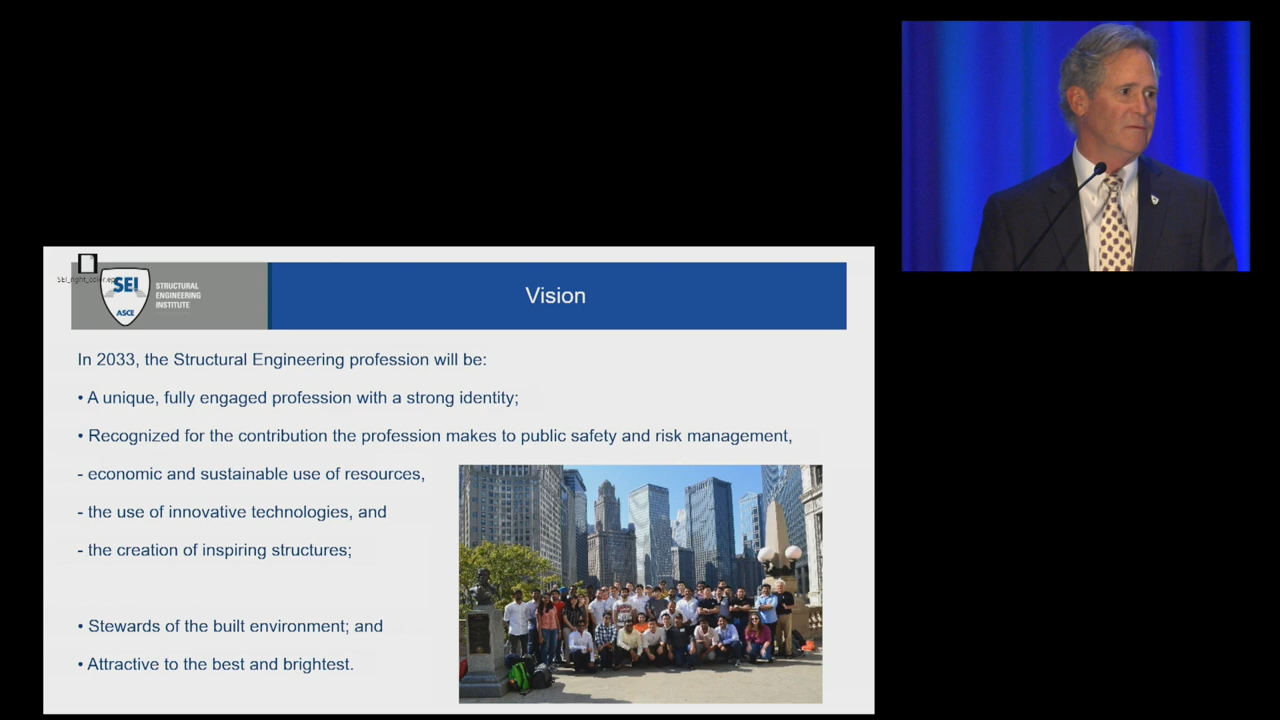 SEI_right_color.ep
SEI
ASCE
STRUCTURAL
ENGINEERING
INSTITUTE
Vision
In 2033, the Structural Engineering profession will be:
• A unique, fully engaged profession with a strong identity;
• Recognized for the contribution the profession makes to public safety and risk management,
- economic and sustainable use of resources,
- the use of innovative technologies, and
- the creation of inspiring structures;
• Stewards of the built environment; and
• Attractive to the best and brightest.